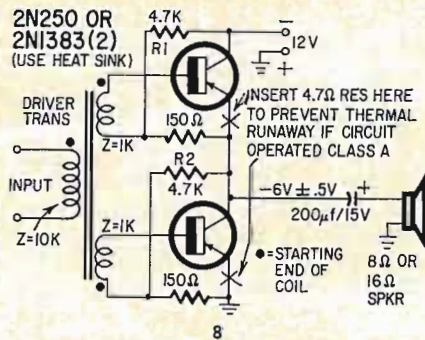 2N250 OR
2N1383(2)
(USE HEAT SINK)
4.7K
R1
−
12V
+
DRIVER
TRANS
INSERT 4.7Ω RES HERE
TO PREVENT THERMAL
RUNAWAY IF CIRCUIT
OPERATED CLASS A
150Ω
Z=1K
R2
4.7K
INPUT
−6V ± .5V
+
200μf/15V
Z=1K
Z=10K
●=STARTING
END OF
COIL
8Ω OR
16Ω
SPKR
150Ω
8